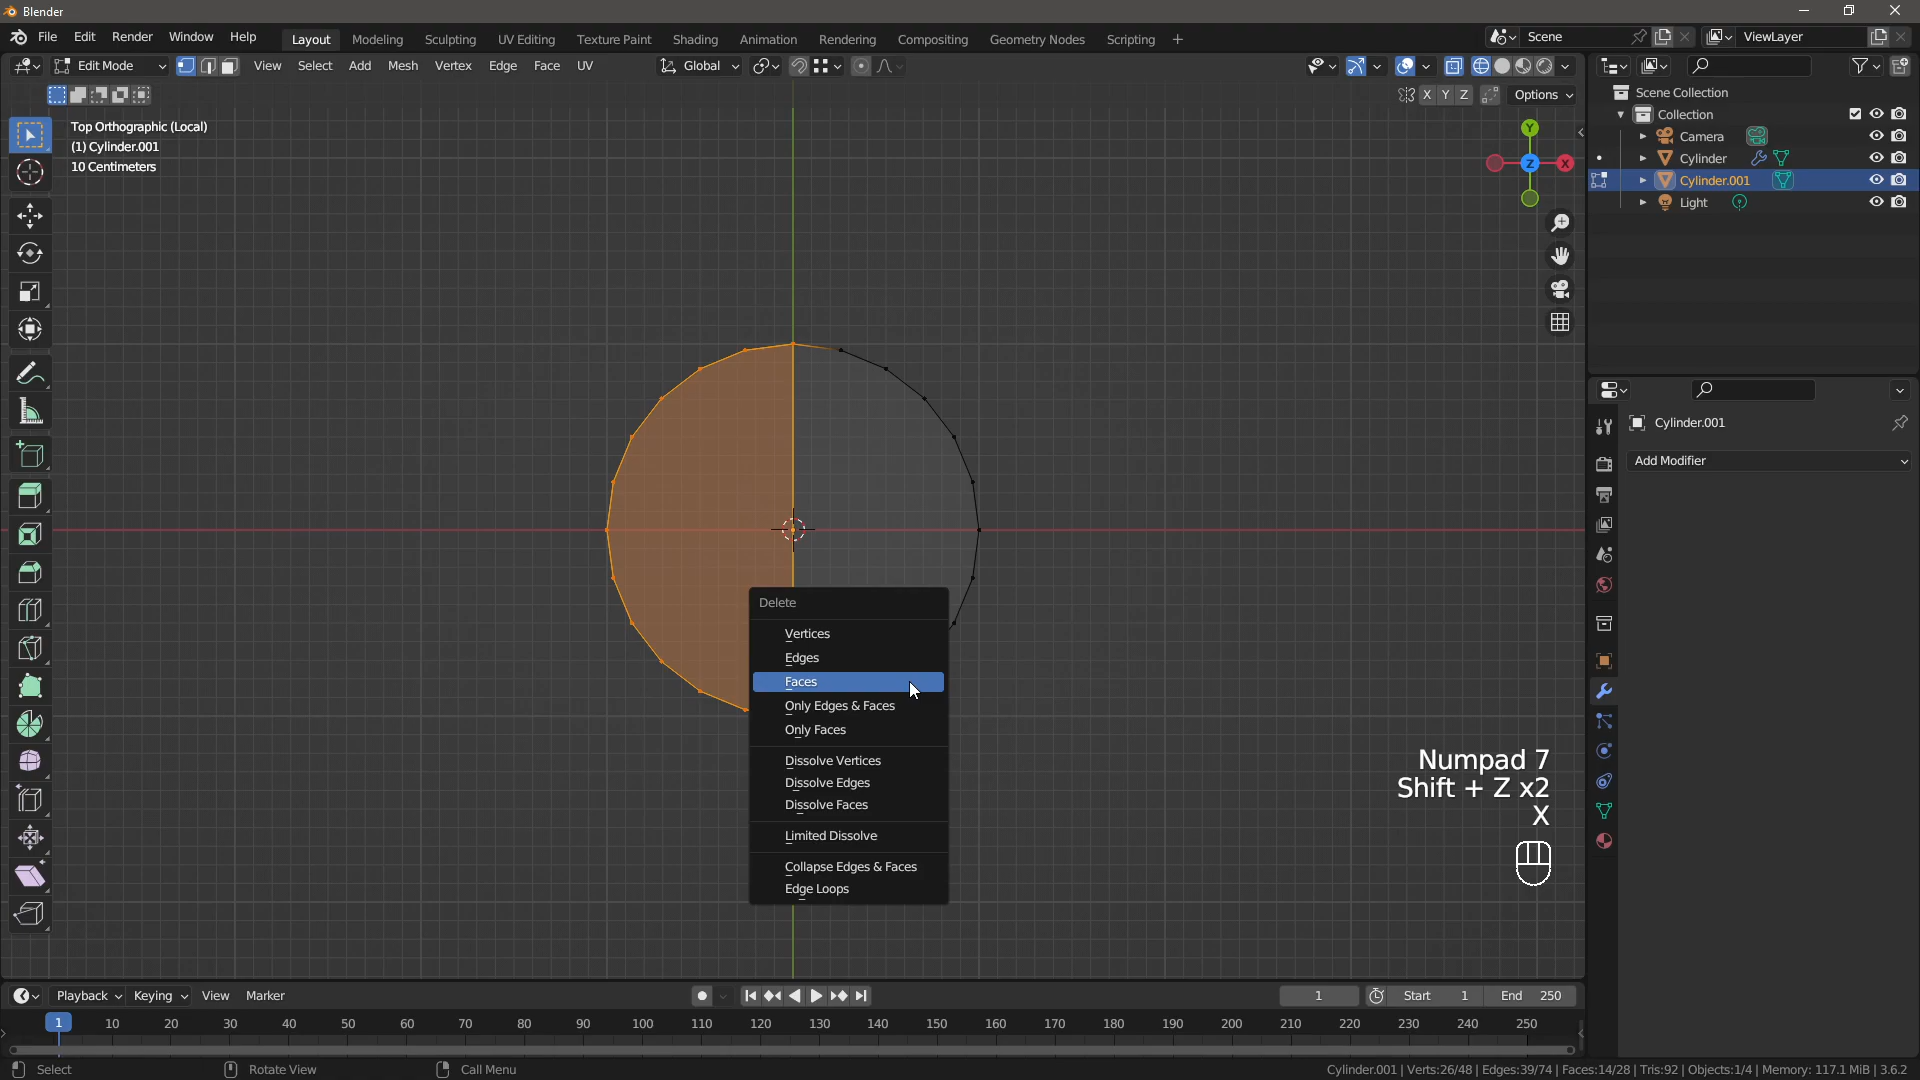 Blender
File Edit Render Window Help Layout Modeling Sculpting UV Editing Texture Paint Shading Animation Rendering Compositing Geometry Nodes Scripting + Scene ViewLayer
Edit Mode View Select Add Mesh Vertex Edge Face UV Global
X Y Z Options
Top Orthographic (Local)
(1) Cylinder.001
10 Centimeters
Y
Z X
Scene Collection
Collection
Camera
Cylinder
Cylinder.001
Light
Cylinder.001
Add Modifier
Delete
Vertices
Edges
Faces
Only Edges & Faces
Only Faces
Dissolve Vertices
Dissolve Edges
Dissolve Faces
Limited Dissolve
Collapse Edges & Faces
Edge Loops
Numpad 7
Shift + Z x2
X
Playback Keying View Marker 1 Start 1 End 250
1 10 20 30 40 50 60 70 80 90 100 110 120 130 140 150 160 170 180 190 200 210 220 230 240 250
Select Rotate View Call Menu Cylinder.001 | Verts:26/48 | Edges:39/74 | Faces:14/28 | Tris:92 | Objects:1/4 | Memory: 117.1 MiB | 3.6.2